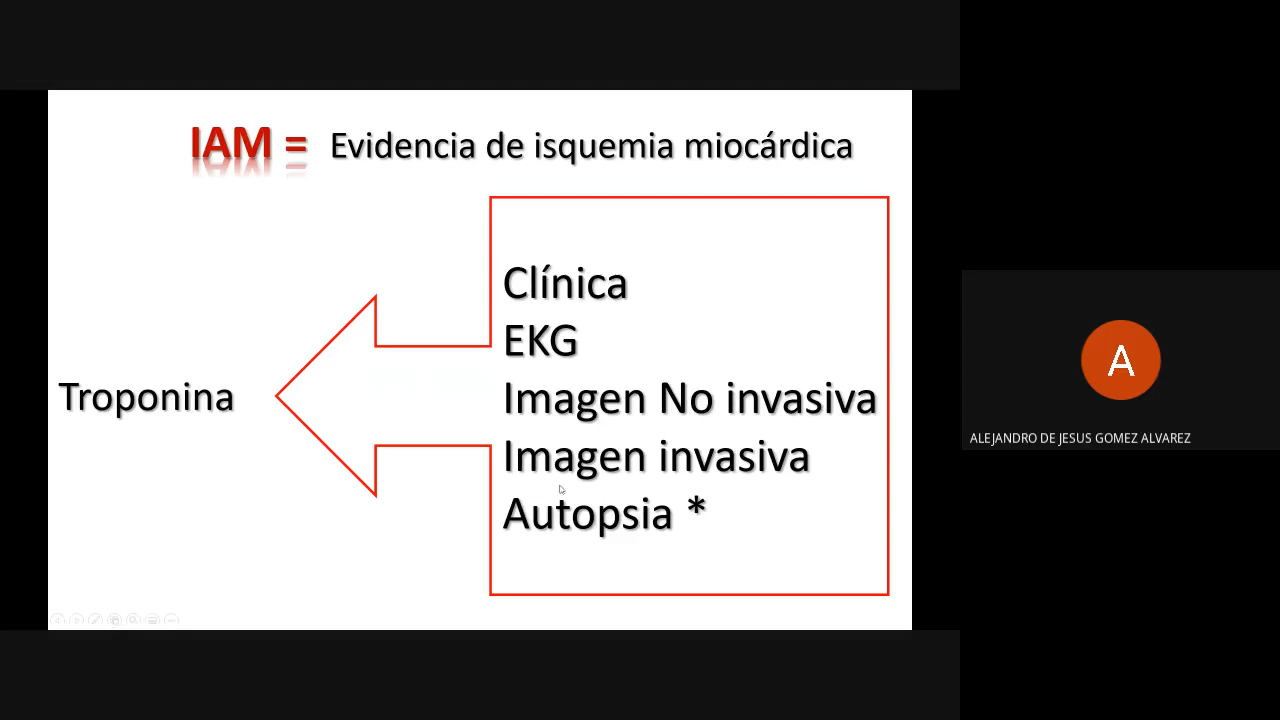 IAM = Evidencia de isquemia miocárdica
Clínica
EKG
Imagen No invasiva
Troponina
Imagen invasiva
Autopsia *
A
ALEJANDRO DE JESUS GOMEZ ALVAREZ